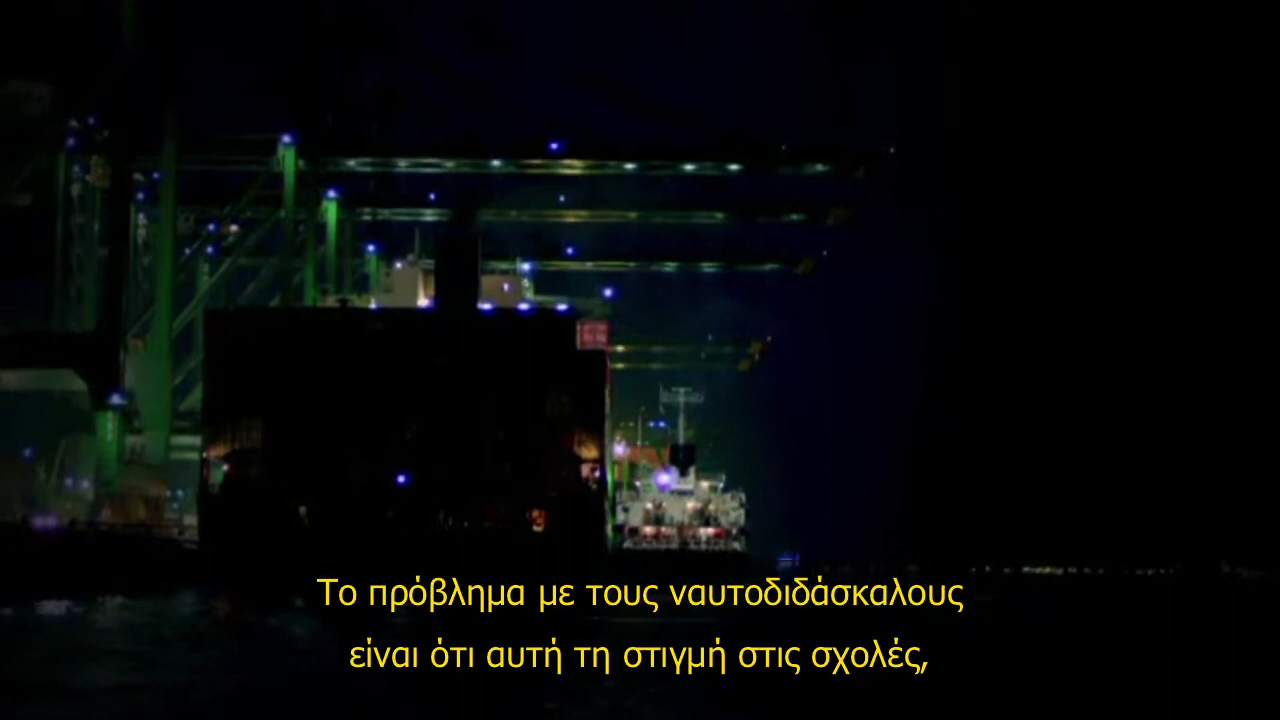 Το πρόβλημα με τους ναυτοδιδάσκαλους
είναι ότι αυτή τη στιγμή στις σχολές,